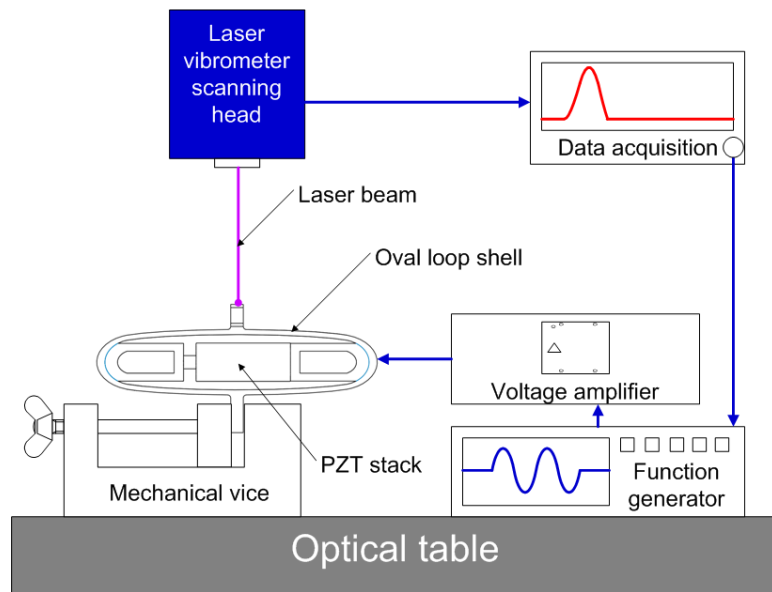 Laser
vibrometer
scanning
head
Data acquisition
Laser beam
Oval loop shell
Voltage amplifier
PZT stack
Function
generator
Mechanical vice
Optical table